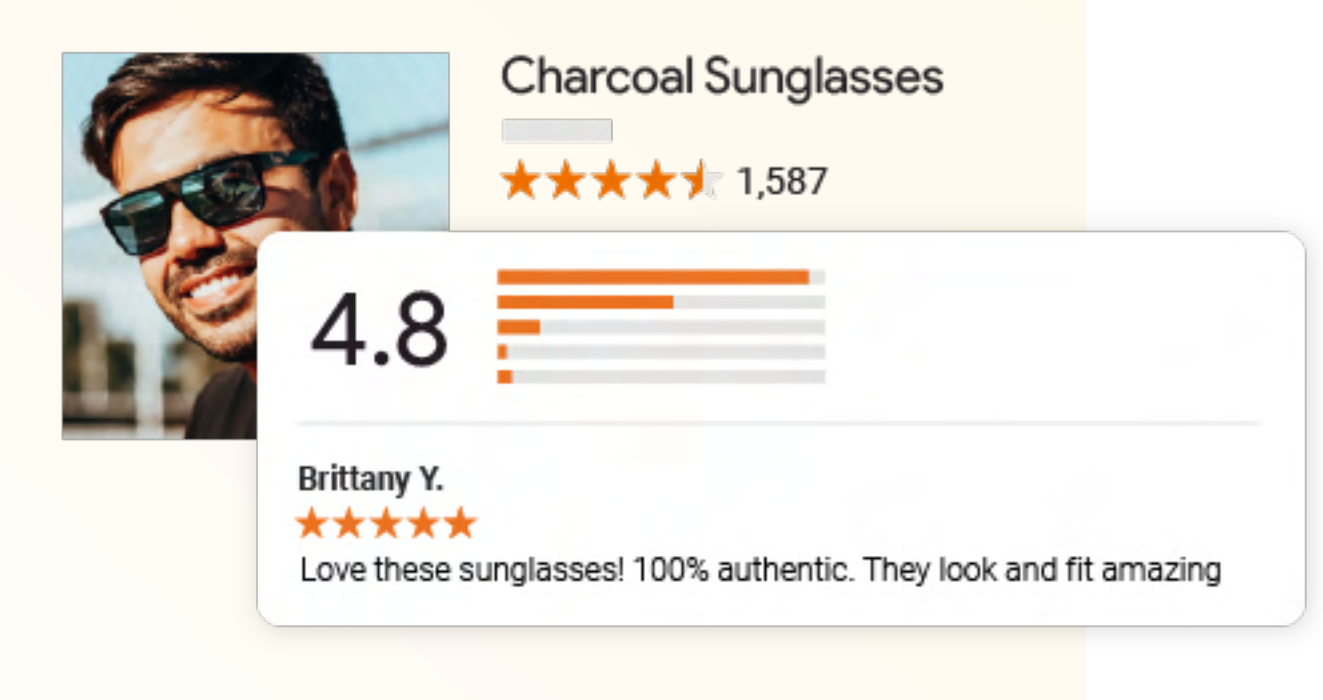 Charcoal Sunglasses
1,587
4.8
Brittany Y.
Love these sunglasses! 100% authentic. They look and fit amazing